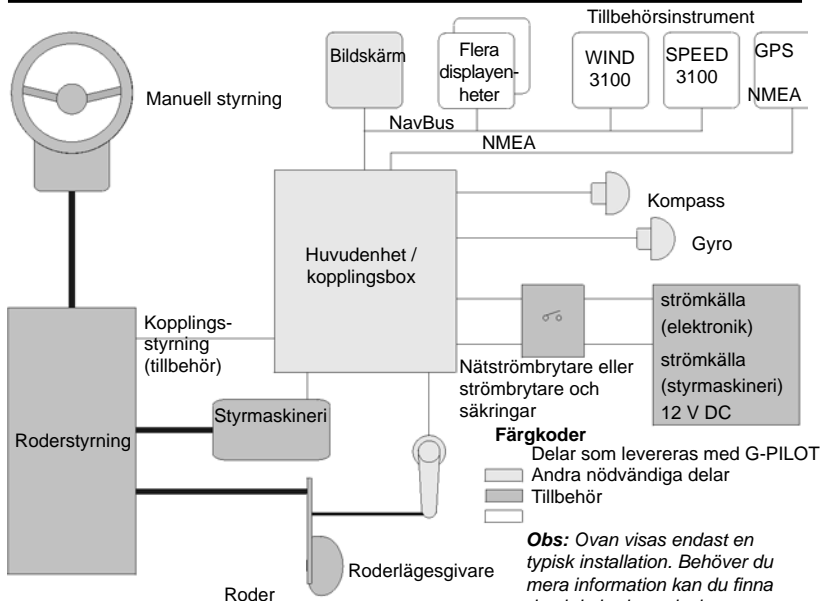 Tillbehörsinstrument
Bildskärm
Flera
displayen-
heter
WIND
3100
SPEED
3100
GPS
NMEA
Manuell styrning
NavBus
NMEA
Kompass
Gyro
Huvudenhet /
kopplingsbox
Kopplings-
styrning
(tillbehör)
strömkälla
(elektronik)
strömkälla
(styrmaskineri)
12 V DC
Nätströmbrytare eller
strömbrytare och
säkringar
Roderstyrning
Styrmaskineri
Färgkoder
Delar som levereras med G-PILOT
Andra nödvändiga delar
Tillbehör
Roderlägesgivare
Roder
Obs: Ovan visas endast en
typisk installation. Behöver du
mera information kan du finna